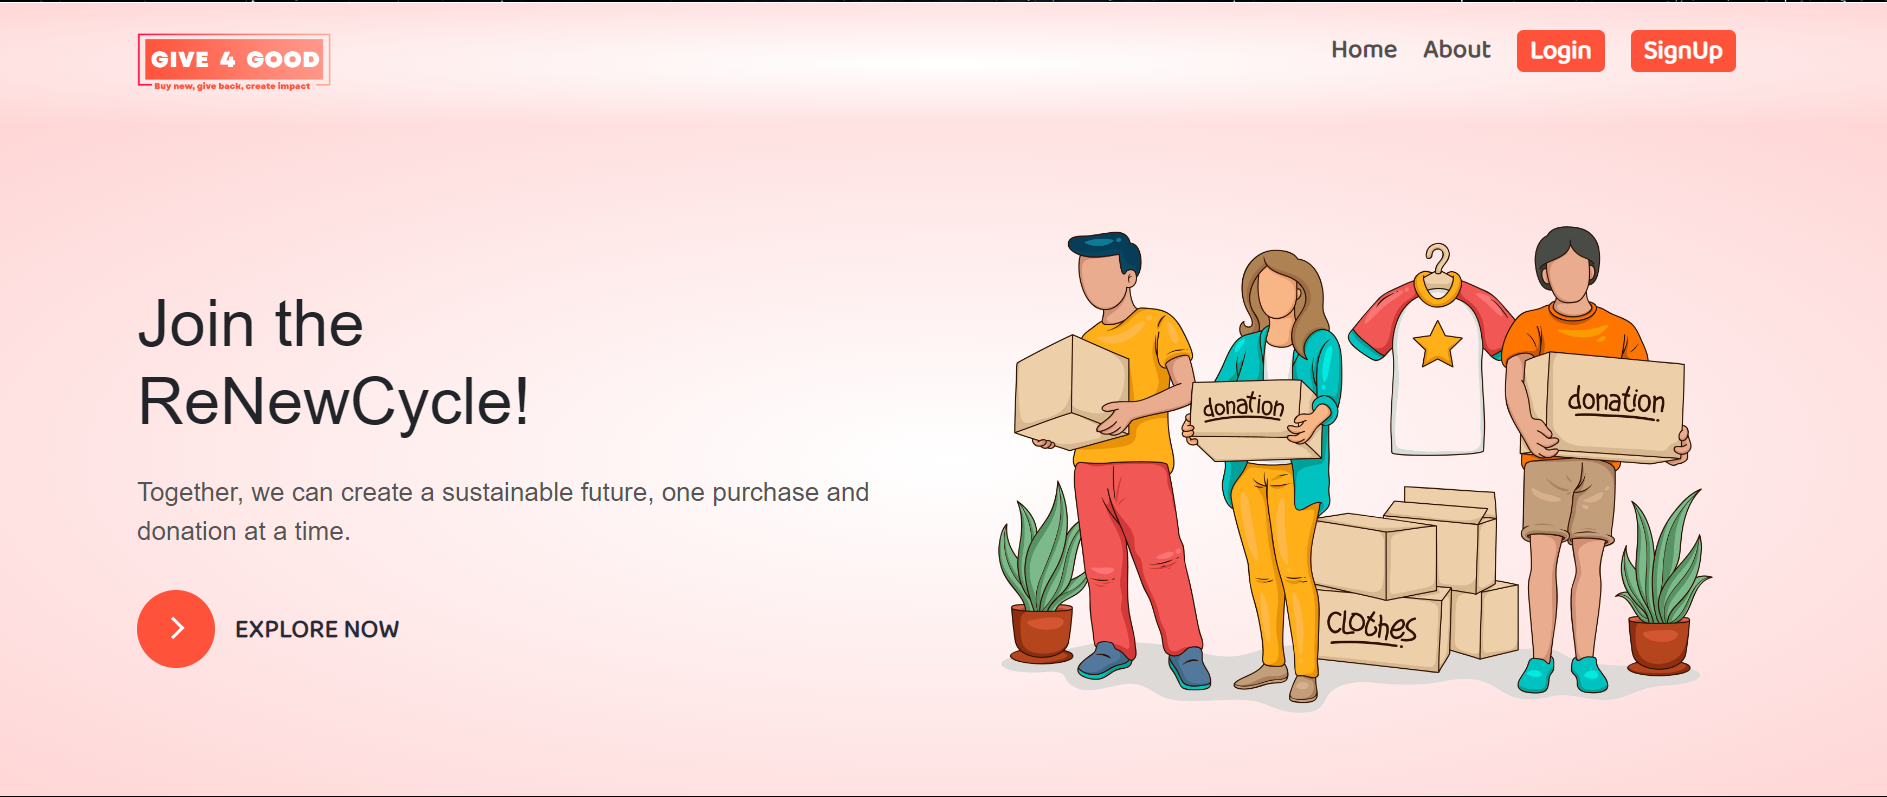 GIVE 4 GOOD
Buy new, give back, create impact
Home About Login SignUp
Join the
ReNewCycle!
Together, we can create a sustainable future, one purchase and
donation at a time.
EXPLORE NOW
donation
donation
CLOthes